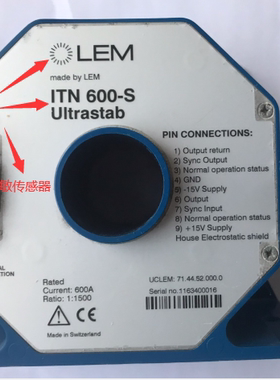 LEM
made by LEM
ITN 600-S
Ultrastab
PIN CONNECTIONS:
1) Output return
2) Sync Output
3) Normal operation status
4) GND
5) -15V Supply
6) Output
7) Sync Input
8) Normal operation status
9) +15V Supply
House Electrostatic shield
传感器
Rated
Current: 600A
Ratio: 1:1500
CE
Made in Switzerland
UCLEM: 71.44.52.000.0
Serial no.1163400016